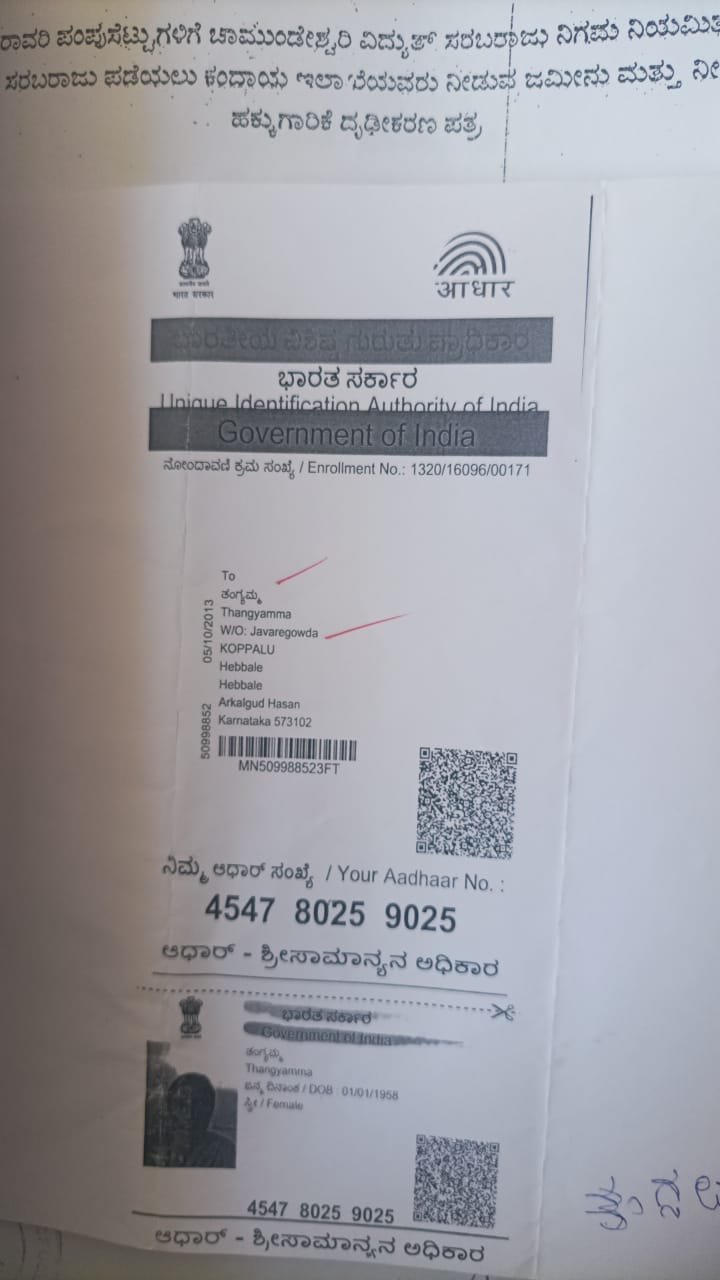 ರಾವರಿ ಪಂಪುಸೆಟ್ಟುಗಳಿಗೆ ಚಾಮುಂಡೇಶ್ವರಿ ವಿದ್ಯುತ್ ಸರಬರಾಜು ನಿಗಮ ನಿಯಮಿತ
ಸರಬರಾಜು ಪಡೆಯಲು ಕಂದಾಯ ಇಲಾಖೆಯವರು ನೀಡುವ ಜಮೀನು ಮತ್ತು ನೀ
ಹಕ್ಕುಗಾರಿಕೆ ದೃಢೀಕರಣ ಪತ್ರ
भारत सरकार
आधार
ಭಾರತೀಯ ವಿಶಿಷ್ಟ ಗುರುತು ಪ್ರಾಧಿಕಾರ
ಭಾರತ ಸರ್ಕಾರ
Unique Identification Authority of India
Government of India
ನೋಂದಾವಣಿ ಕ್ರಮ ಸಂಖ್ಯೆ / Enrollment No.: 1320/16096/00171
To
ತಂಗ್ಯಮ್ಮ
Thangyamma
W/O: Javaregowda
KOPPALU
Hebbale
Hebbale
Arkalgud Hasan
Karnataka 573102
05/10/2013
50998852
MN509988523FT
ನಿಮ್ಮ ಆಧಾರ್ ಸಂಖ್ಯೆ / Your Aadhaar No. :
4547 8025 9025
ಆಧಾರ್ - ಶ್ರೀಸಾಮಾನ್ಯನ ಅಧಿಕಾರ
ಭಾರತ ಸರ್ಕಾರ
Government of India
ತಂಗ್ಯಮ್ಮ
Thangyamma
ಜನ್ಮ ದಿನಾಂಕ / DOB : 01/01/1958
ಸ್ತ್ರೀ / Female
4547 8025 9025
ಆಧಾರ್ - ಶ್ರೀಸಾಮಾನ್ಯನ ಅಧಿಕಾರ